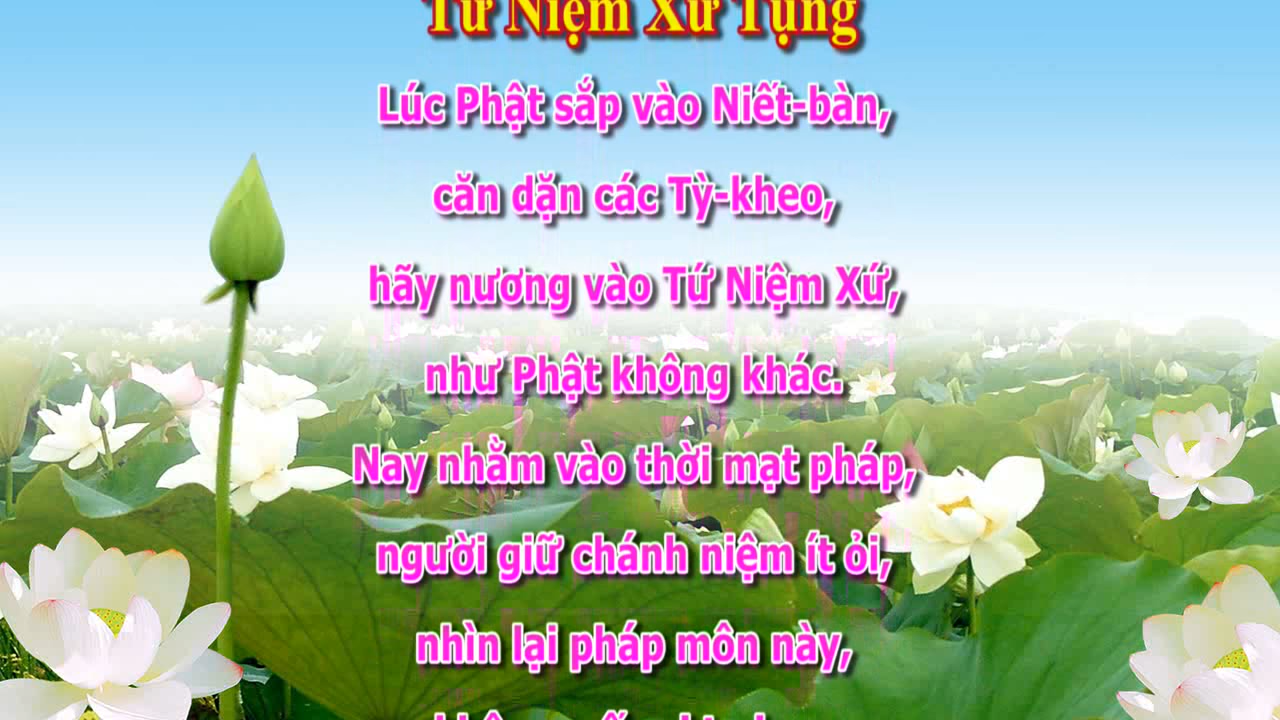 Tứ Niệm Xứ Tụng
Lúc Phật sắp vào Niết-bàn,
căn dặn các Tỳ-kheo,
hãy nương vào Tứ Niệm Xứ,
như Phật không khác.
Nay nhằm vào thời mạt pháp,
người giữ chánh niệm ít ỏi,
nhìn lại pháp môn này,